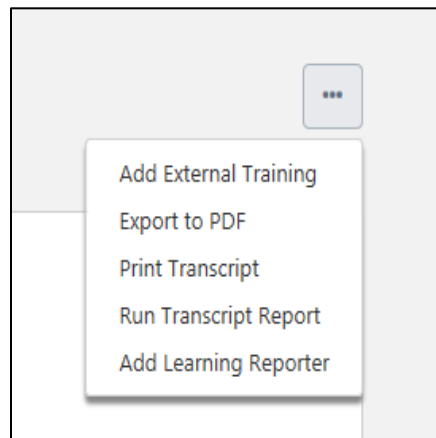 Add External Training
Export to PDF
Print Transcript
Run Transcript Report
Add Learning Reporter